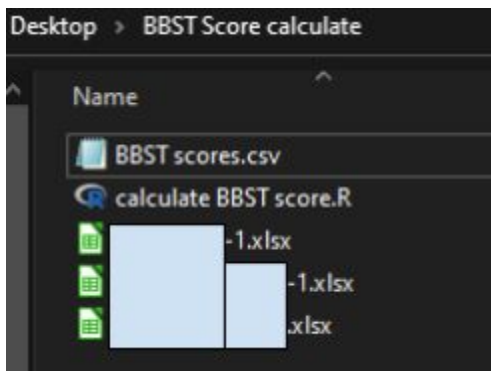 Desktop > BBST Score calculate
Name
BBST scores.csv
calculate BBST score.R
-1.xlsx
-1.xlsx
.xlsx